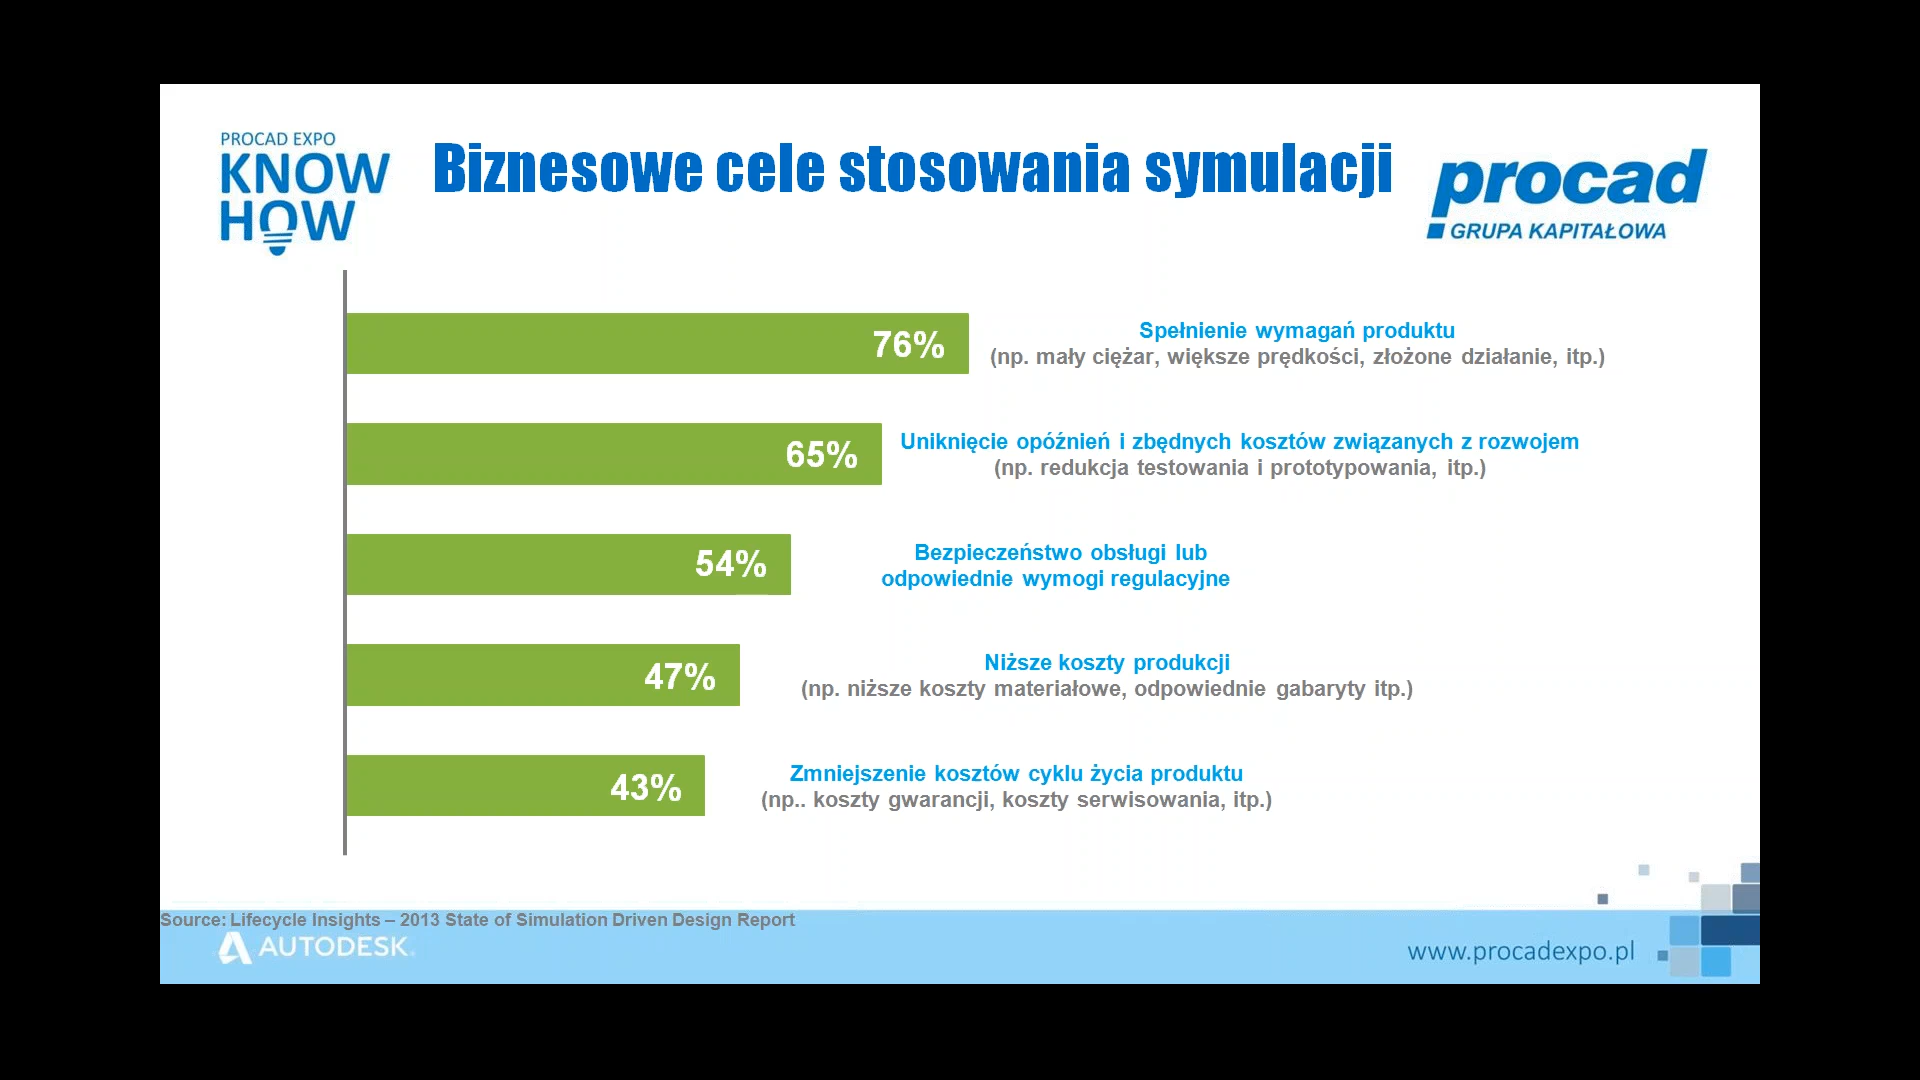 PROCAD EXPO
KNOW
HOW
Biznesowe cele stosowania symulacji
procad
GRUPA KAPITAŁOWA
76%
Spełnienie wymagań produktu
(np. mały ciężar, większe prędkości, złożone działanie, itp.)
65%
Uniknięcie opóźnień i zbędnych kosztów związanych z rozwojem
(np. redukcja testowania i prototypowania, itp.)
54%
Bezpieczeństwo obsługi lub
odpowiednie wymogi regulacyjne
47%
Niższe koszty produkcji
(np. niższe koszty materiałowe, odpowiednie gabaryty itp.)
43%
Zmniejszenie kosztów cyklu życia produktu
(np.. koszty gwarancji, koszty serwisowania, itp.)
Source: Lifecycle Insights – 2013 State of Simulation Driven Design Report
AUTODESK.
www.procadexpo.pl